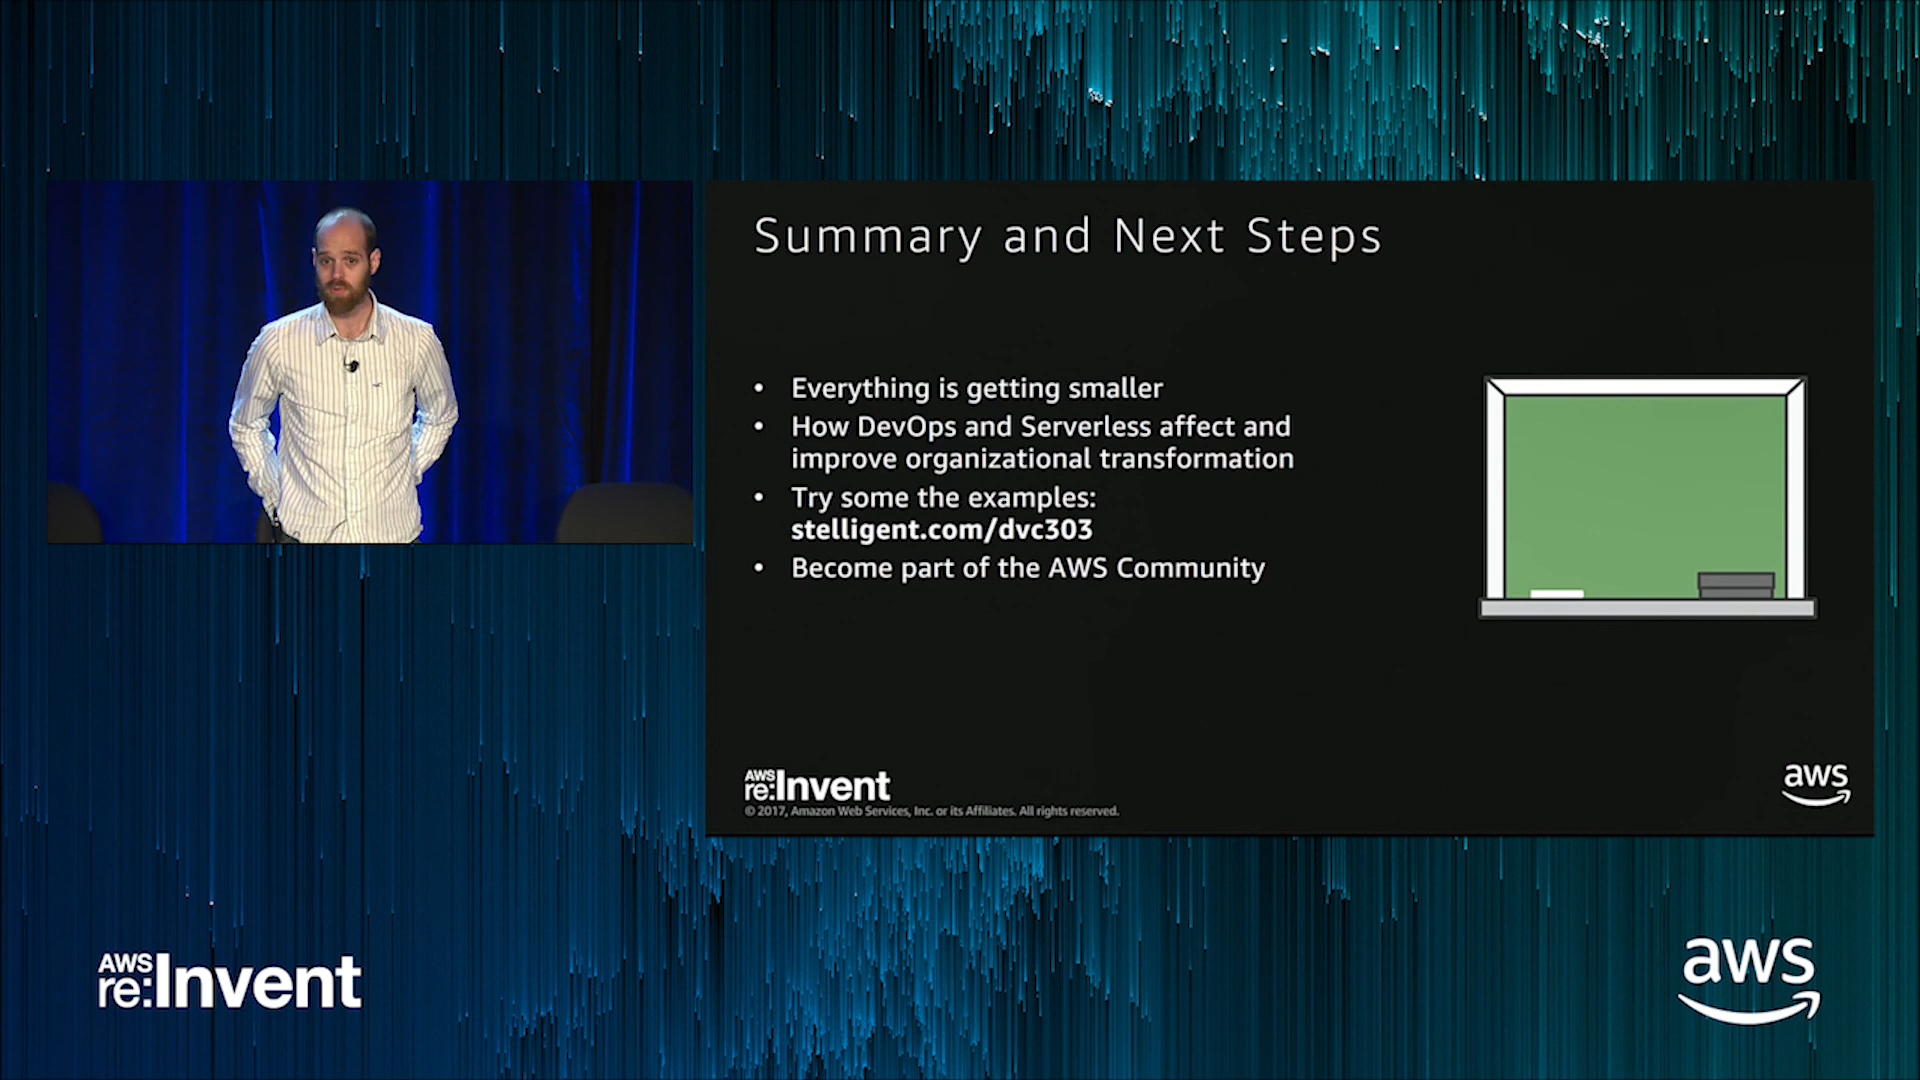 Summary and Next Steps
• Everything is getting smaller
• How DevOps and Serverless affect and
improve organizational transformation
• Try some the examples:
stelligent.com/dvc303
• Become part of the AWS Community
AWS
re:Invent
© 2017, Amazon Web Services, Inc. or its Affiliates. All rights reserved.
aws
AWS
re:Invent
aws